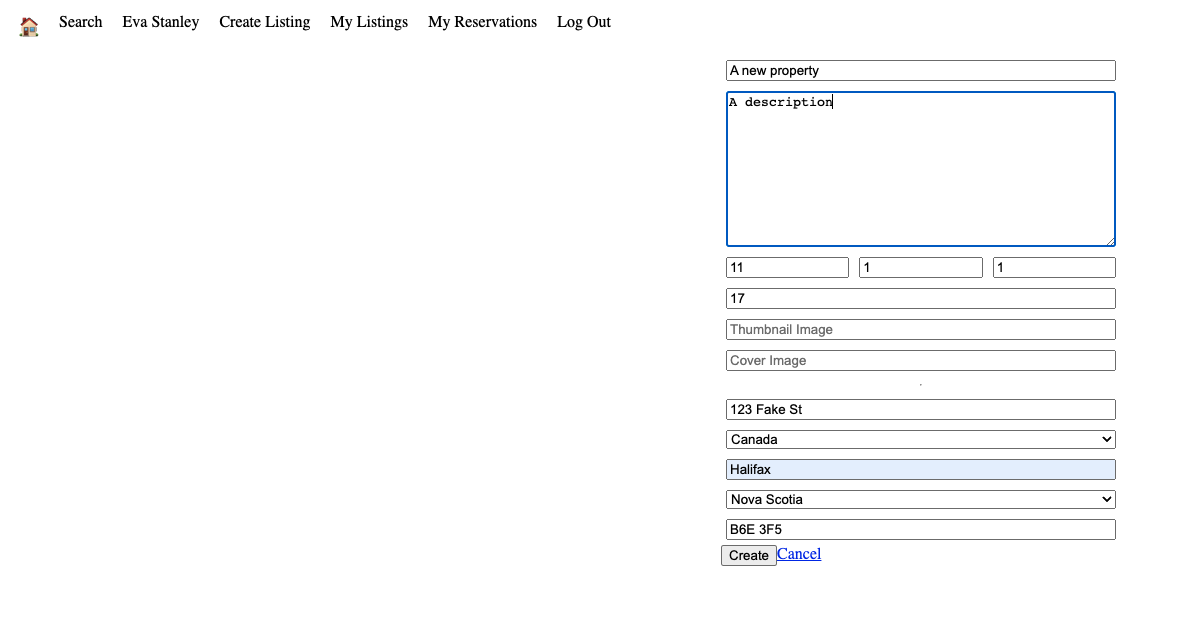 Search Eva Stanley Create Listing My Listings My Reservations Log Out
A new property
A description
11 1 1
17
Thumbnail Image
Cover Image
123 Fake St
Canada
Halifax
Nova Scotia
B6E 3F5
Create Cancel